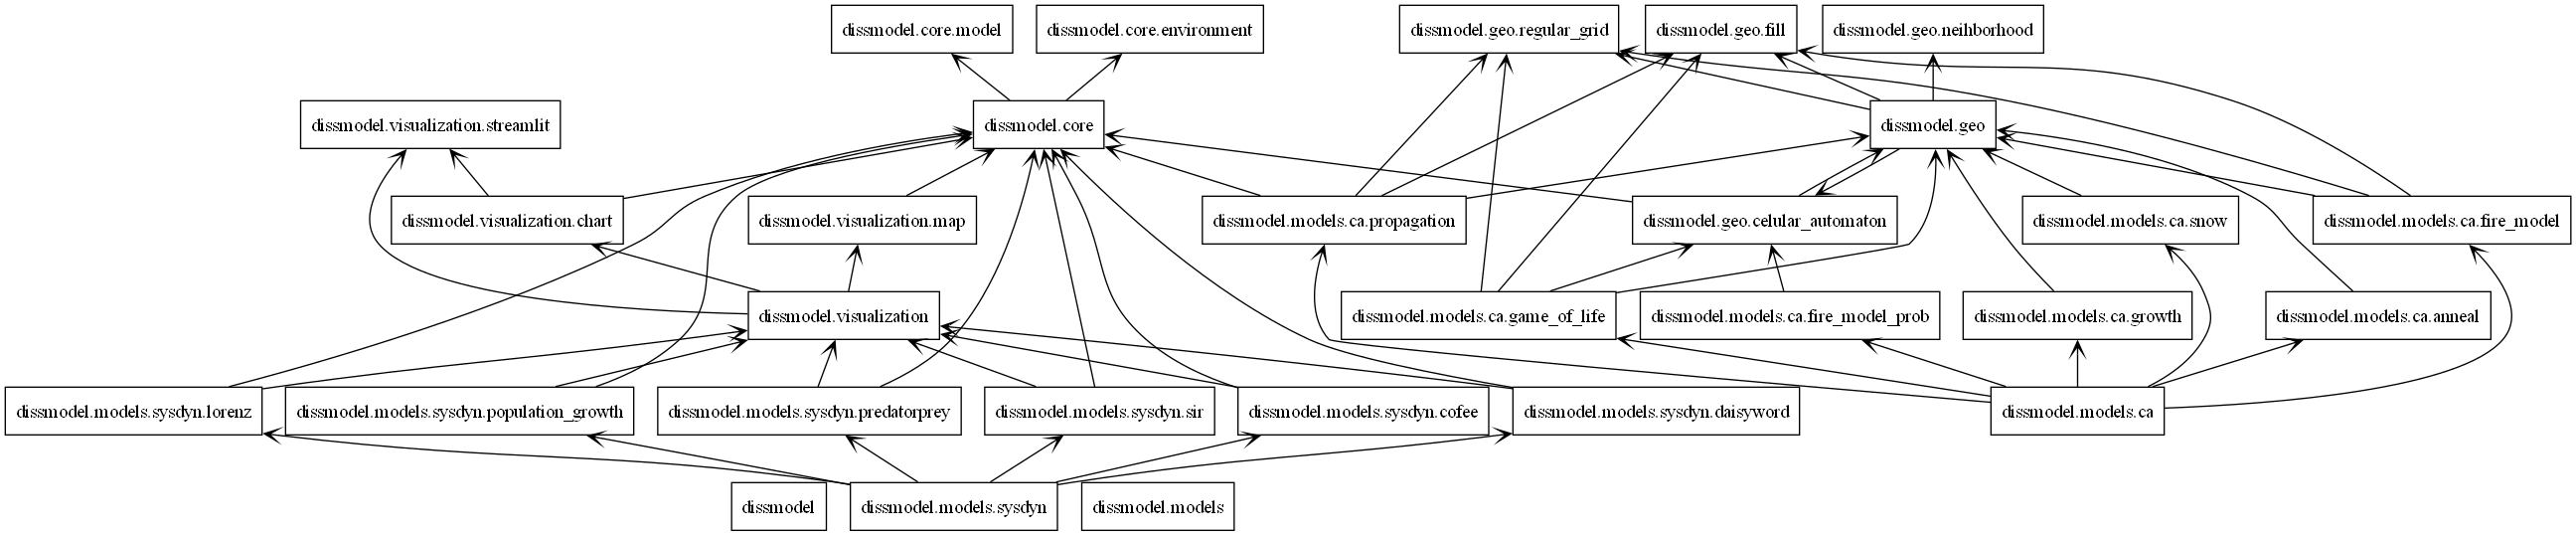 dissmodel.core.model
dissmodel.core.environment
dissmodel.geo.regular_grid
dissmodel.geo.fill
dissmodel.geo.neihborhood
dissmodel.visualization.streamlit
dissmodel.core
dissmodel.geo
dissmodel.visualization.chart
dissmodel.visualization.map
dissmodel.models.ca.propagation
dissmodel.geo.celular_automaton
dissmodel.models.ca.snow
dissmodel.models.ca.fire_model
dissmodel.visualization
dissmodel.models.ca.game_of_life
dissmodel.models.ca.fire_model_prob
dissmodel.models.ca.growth
dissmodel.models.ca.anneal
dissmodel.models.sysdyn.lorenz
dissmodel.models.sysdyn.population_growth
dissmodel.models.sysdyn.predatorprey
dissmodel.models.sysdyn.sir
dissmodel.models.sysdyn.cofee
dissmodel.models.sysdyn.daisyword
dissmodel.models.ca
dissmodel
dissmodel.models.sysdyn
dissmodel.models